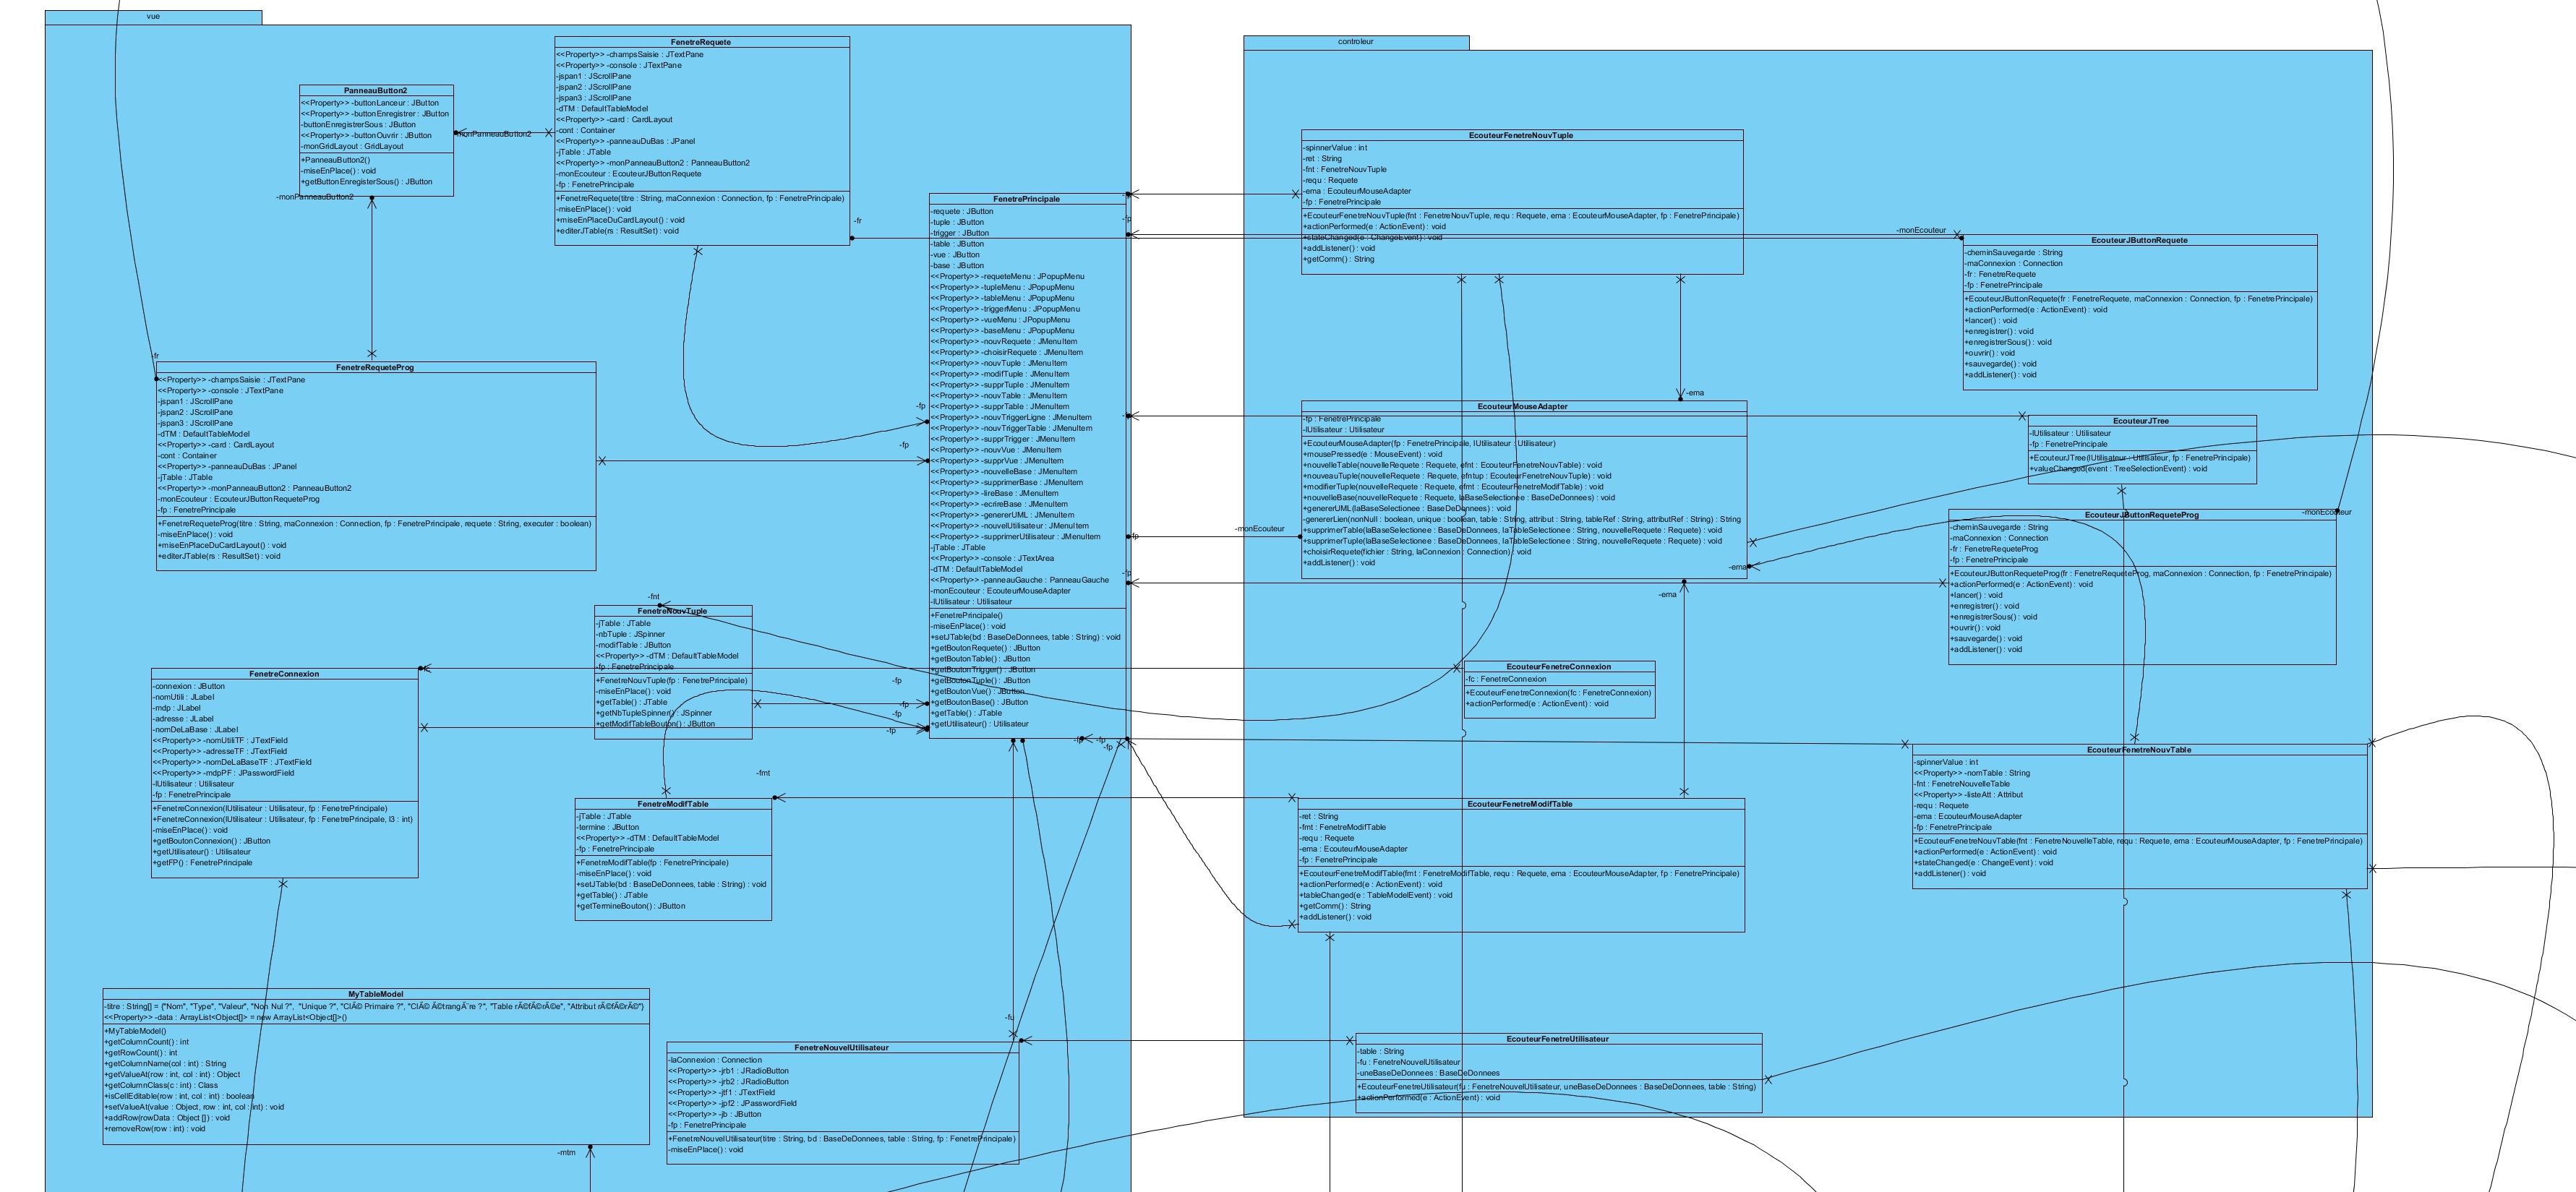 vue
FenetreRequete
<<Property>> -champsSaisie : JTextPane
<<Property>> -console : JTextPane
-jspan1 : JScrollPane
-jspan2 : JScrollPane
-jspan3 : JScrollPane
-dTM : DefaultTableModel
<<Property>> -card : CardLayout
-cont : Container
<<Property>> -panneauDuBas : JPanel
-jTable : JTable
<<Property>> -monPanneauButton2 : PanneauButton2
-monEcouteur : EcouteurJButtonRequete
-fp : FenetrePrincipale
+FenetreRequete(titre : String, maConnexion : Connection, fp : FenetrePrincipale)
-miseEnPlace() : void
+miseEnPlaceDuCardLayout() : void
+editerJTable(rs : ResultSet) : void
PanneauButton2
<<Property>> -buttonLanceur : JButton
<<Property>> -buttonEnregistrer : JButton
-buttonEnregistrerSous : JButton
<<Property>> -buttonOuvrir : JButton
-monGridLayout : GridLayout
+PanneauButton2()
-miseEnPlace() : void
+getButtonEnregisterSous() : JButton
-monPanneauButton2
-monPanneauButton2
-fr
-fr
FenetreRequeteProg
<<Property>> -champsSaisie : JTextPane
<<Property>> -console : JTextPane
-jspan1 : JScrollPane
-jspan2 : JScrollPane
-jspan3 : JScrollPane
-dTM : DefaultTableModel
<<Property>> -card : CardLayout
-cont : Container
<<Property>> -panneauDuBas : JPanel
-jTable : JTable
<<Property>> -monPanneauButton2 : PanneauButton2
-monEcouteur : EcouteurJButtonRequeteProg
-fp : FenetrePrincipale
+FenetreRequeteProg(titre : String, maConnexion : Connection, fp : FenetrePrincipale, requete : String, executer : boolean)
-miseEnPlace() : void
+miseEnPlaceDuCardLayout() : void
+editerJTable(rs : ResultSet) : void
FenetrePrincipale
-requete : JButton
-tuple : JButton
-trigger : JButton
-table : JButton
-vue : JButton
-base : JButton
<<Property>> -requeteMenu : JPopupMenu
<<Property>> -tupleMenu : JPopupMenu
<<Property>> -tableMenu : JPopupMenu
<<Property>> -triggerMenu : JPopupMenu
<<Property>> -vueMenu : JPopupMenu
<<Property>> -baseMenu : JPopupMenu
<<Property>> -nouvRequete : JMenuItem
<<Property>> -choisirRequete : JMenuItem
<<Property>> -nouvTuple : JMenuItem
<<Property>> -modifTuple : JMenuItem
<<Property>> -supprTuple : JMenuItem
<<Property>> -nouvTable : JMenuItem
<<Property>> -supprTable : JMenuItem
<<Property>> -nouvTriggerLigne : JMenuItem
<<Property>> -nouvTriggerTable : JMenuItem
<<Property>> -supprTrigger : JMenuItem
<<Property>> -nouvVue : JMenuItem
<<Property>> -supprVue : JMenuItem
<<Property>> -nouvelleBase : JMenuItem
<<Property>> -supprimerBase : JMenuItem
<<Property>> -lireBase : JMenuItem
<<Property>> -ecrireBase : JMenuItem
<<Property>> -genererUML : JMenuItem
<<Property>> -nouvelUtilisateur : JMenuItem
<<Property>> -supprimerUtilisateur : JMenuItem
-jTable : JTable
<<Property>> -console : JTextArea
-dTM : DefaultTableModel
<<Property>> -panneauGauche : PanneauGauche
-monEcouteur : EcouteurMouseAdapter
-lUtilisateur : Utilisateur
+FenetrePrincipale()
-miseEnPlace() : void
+setJTable(bd : BaseDeDonnees, table : String) : void
+getBoutonRequete() : JButton
+getBoutonTable() : JButton
+getBoutonTrigger() : JButton
+getBoutonTuple() : JButton
+getBoutonVue() : JButton
+getBoutonBase() : JButton
+getTable() : JTable
+getUtilisateur() : Utilisateur
-fp
-fp
-fp
-fp
-fp
-fp
-fp
-fp
-fp
-fp
-fp
-fp
-fnt
FenetreNouvTuple
-jTable : JTable
-nbTuple : JSpinner
-modifTable : JButton
<<Property>> -dTM : DefaultTableModel
-fp : FenetrePrincipale
+FenetreNouvTuple(fp : FenetrePrincipale)
-miseEnPlace() : void
+getTable() : JTable
+getNbTupleSpinner() : JSpinner
+getModifTableBouton() : JButton
FenetreConnexion
-connexion : JButton
-nomUtili : JLabel
-mdp : JLabel
-adresse : JLabel
-nomDeLaBase : JLabel
<<Property>> -nomUtiliTF : JTextField
<<Property>> -adresseTF : JTextField
<<Property>> -nomDeLaBaseTF : JTextField
<<Property>> -mdpPF : JPasswordField
-lUtilisateur : Utilisateur
-fp : FenetrePrincipale
+FenetreConnexion(lUtilisateur : Utilisateur, fp : FenetrePrincipale)
+FenetreConnexion(lUtilisateur : Utilisateur, fp : FenetrePrincipale, l3 : int)
-miseEnPlace() : void
+getBoutonConnexion() : JButton
+getUtilisateur() : Utilisateur
+getFP() : FenetrePrincipale
-fmt
FenetreModifTable
-jTable : JTable
-termine : JButton
<<Property>> -dTM : DefaultTableModel
-fp : FenetrePrincipale
+FenetreModifTable(fp : FenetrePrincipale)
-miseEnPlace() : void
+setJTable(bd : BaseDeDonnees, table : String) : void
+getTable() : JTable
+getTermineBouton() : JButton
MyTableModel
-titre : String[] = {"Nom", "Type", "Valeur", "Non Nul ?", "Unique ?", "ClÃ© Primaire ?", "ClÃ© Ã©trangÃ¨re ?", "Table rÃ©fÃ©rÃ©e", "Attribut rÃ©fÃ©rÃ©"}
<<Property>> -data : ArrayList<Object[]> = new ArrayList<Object[]>()
+MyTableModel()
+getColumnCount() : int
+getRowCount() : int
+getColumnName(col : int) : String
+getValueAt(row : int, col : int) : Object
+getColumnClass(c : int) : Class
+isCellEditable(row : int, col : int) : boolean
+setValueAt(value : Object, row : int, col : int) : void
+addRow(rowData : Object []) : void
+removeRow(row : int) : void
-mtm
-fu
FenetreNouvelUtilisateur
-laConnexion : Connection
<<Property>> -jrb1 : JRadioButton
<<Property>> -jrb2 : JRadioButton
<<Property>> -jtf1 : JTextField
<<Property>> -jpf2 : JPasswordField
<<Property>> -jb : JButton
-fp : FenetrePrincipale
+FenetreNouvelUtilisateur(titre : String, bd : BaseDeDonnees, table : String, fp : FenetrePrincipale)
-miseEnPlace() : void
controleur
EcouteurFenetreNouvTuple
-spinnerValue : int
-ret : String
-fnt : FenetreNouvTuple
-requ : Requete
-ema : EcouteurMouseAdapter
-fp : FenetrePrincipale
+EcouteurFenetreNouvTuple(fnt : FenetreNouvTuple, requ : Requete, ema : EcouteurMouseAdapter, fp : FenetrePrincipale)
+actionPerformed(e : ActionEvent) : void
+stateChanged(e : ChangeEvent) : void
+addListener() : void
+getComm() : String
-monEcouteur
EcouteurJButtonRequete
-cheminSauvegarde : String
-maConnexion : Connection
-fr : FenetreRequete
-fp : FenetrePrincipale
+EcouteurJButtonRequete(fr : FenetreRequete, maConnexion : Connection, fp : FenetrePrincipale)
+actionPerformed(e : ActionEvent) : void
+lancer() : void
+enregistrer() : void
+enregistrerSous() : void
+ouvrir() : void
+sauvegarde() : void
+addListener() : void
-ema
EcouteurMouseAdapter
-fp : FenetrePrincipale
-lUtilisateur : Utilisateur
+EcouteurMouseAdapter(fp : FenetrePrincipale, lUtilisateur : Utilisateur)
+mousePressed(e : MouseEvent) : void
+nouvelleTable(nouvelleRequete : Requete, efnt : EcouteurFenetreNouvTable) : void
+nouveauTuple(nouvelleRequete : Requete, efntup : EcouteurFenetreNouvTuple) : void
+modifierTuple(nouvelleRequete : Requete, efmt : EcouteurFenetreModifTable) : void
+nouvelleBase(nouvelleRequete : Requete, laBaseSelectionee : BaseDeDonnees) : void
+genererUML(laBaseSelectionee : BaseDeDonnees) : void
-genererLien(nonNull : boolean, unique : boolean, table : String, attribut : String, tableRef : String, attributRef : String) : String
+supprimerTable(laBaseSelectionee : BaseDeDonnees, laTableSelectionee : String, nouvelleRequete : Requete) : void
+supprimerTuple(laBaseSelectionee : BaseDeDonnees, laTableSelectionee : String, nouvelleRequete : Requete) : void
+choisirRequete(fichier : String, laConnexion : Connection) : void
+addListener() : void
-monEcouteur
-ema
-ema
EcouteurJTree
-lUtilisateur : Utilisateur
-fp : FenetrePrincipale
+EcouteurJTree(lUtilisateur : Utilisateur, fp : FenetrePrincipale)
+valueChanged(event : TreeSelectionEvent) : void
-monEcouteur
EcouteurJButtonRequeteProg
-cheminSauvegarde : String
-maConnexion : Connection
-fr : FenetreRequeteProg
-fp : FenetrePrincipale
+EcouteurJButtonRequeteProg(fr : FenetreRequeteProg, maConnexion : Connection, fp : FenetrePrincipale)
+actionPerformed(e : ActionEvent) : void
+lancer() : void
+enregistrer() : void
+enregistrerSous() : void
+ouvrir() : void
+sauvegarde() : void
+addListener() : void
EcouteurFenetreConnexion
-fc : FenetreConnexion
+EcouteurFenetreConnexion(fc : FenetreConnexion)
+actionPerformed(e : ActionEvent) : void
EcouteurFenetreNouvTable
-spinnerValue : int
<<Property>> -nomTable : String
-fnt : FenetreNouvelleTable
<<Property>> -listeAtt : Attribut
-requ : Requete
-ema : EcouteurMouseAdapter
-fp : FenetrePrincipale
+EcouteurFenetreNouvTable(fnt : FenetreNouvelleTable, requ : Requete, ema : EcouteurMouseAdapter, fp : FenetrePrincipale)
+actionPerformed(e : ActionEvent) : void
+stateChanged(e : ChangeEvent) : void
+addListener() : void
EcouteurFenetreModifTable
-ret : String
-fmt : FenetreModifTable
-requ : Requete
-ema : EcouteurMouseAdapter
-fp : FenetrePrincipale
+EcouteurFenetreModifTable(fmt : FenetreModifTable, requ : Requete, ema : EcouteurMouseAdapter, fp : FenetrePrincipale)
+actionPerformed(e : ActionEvent) : void
+tableChanged(e : TableModelEvent) : void
+getComm() : String
+addListener() : void
EcouteurFenetreUtilisateur
-table : String
-fu : FenetreNouvelUtilisateur
-uneBaseDeDonnees : BaseDeDonnees
+EcouteurFenetreUtilisateur(fu : FenetreNouvelUtilisateur, uneBaseDeDonnees : BaseDeDonnees, table : String)
+actionPerformed(e : ActionEvent) : void